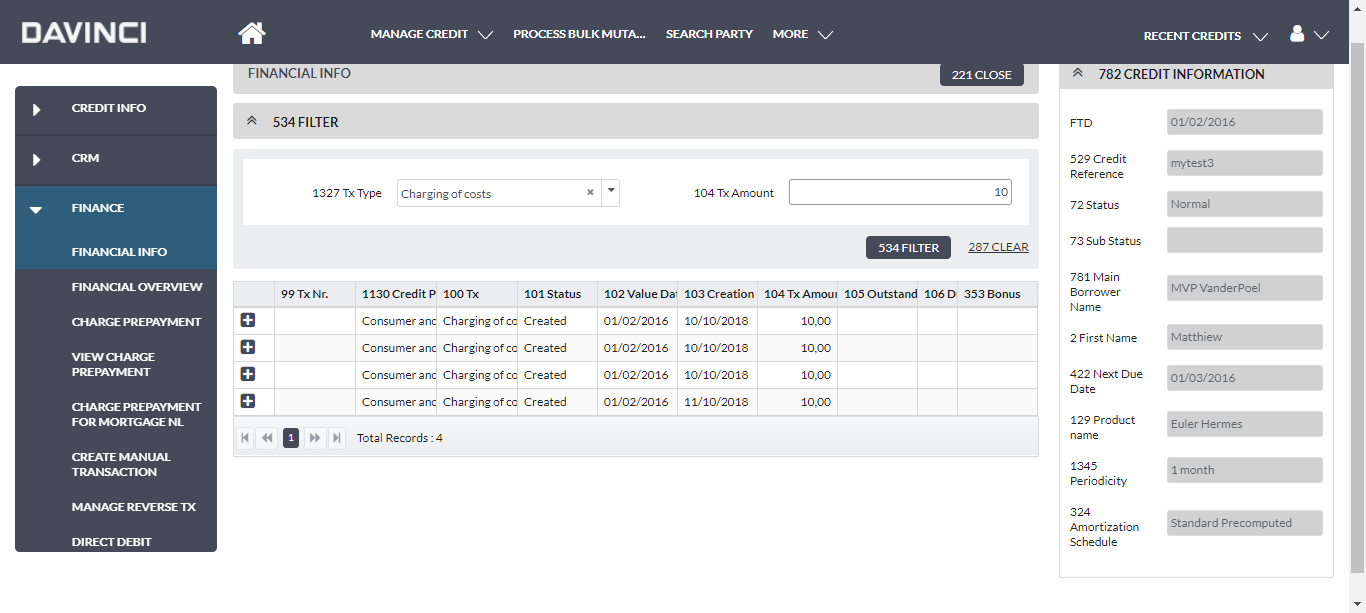 DAVINCI
MANAGE CREDIT
PROCESS BULK MUTA...
SEARCH PARTY
MORE
RECENT CREDITS
CREDIT INFO
CRM
FINANCE
FINANCIAL INFO
FINANCIAL OVERVIEW
CHARGE PREPAYMENT
VIEW CHARGE
PREPAYMENT
CHARGE PREPAYMENT
FOR MORTGAGE NL
CREATE MANUAL
TRANSACTION
MANAGE REVERSE TX
DIRECT DEBIT
FINANCIAL INFO
221 CLOSE
534 FILTER
1327 Tx Type
Charging of costs
104 Tx Amount
10
534 FILTER
287 CLEAR
99 Tx Nr. 1130 Credit P 100 Tx 101 Status 102 Value Dat 103 Creation 104 Tx Amour 105 Outstand 106 D 353 Bonus
Consumer and Charging of co Created 01/02/2016 10/10/2018 10,00
Consumer and Charging of co Created 01/02/2016 10/10/2018 10,00
Consumer and Charging of co Created 01/02/2016 10/10/2018 10,00
Consumer and Charging of co Created 01/02/2016 11/10/2018 10,00
1 Total Records : 4
782 CREDIT INFORMATION
FTD
01/02/2016
529 Credit
Reference
mytest3
72 Status
Normal
73 Sub Status
781 Main
Borrower
Name
MVP VanderPoel
2 First Name
Matthiew
422 Next Due
Date
01/03/2016
129 Product
name
Euler Hermes
1345
Periodicity
1 month
324
Amortization
Schedule
Standard Precomputed